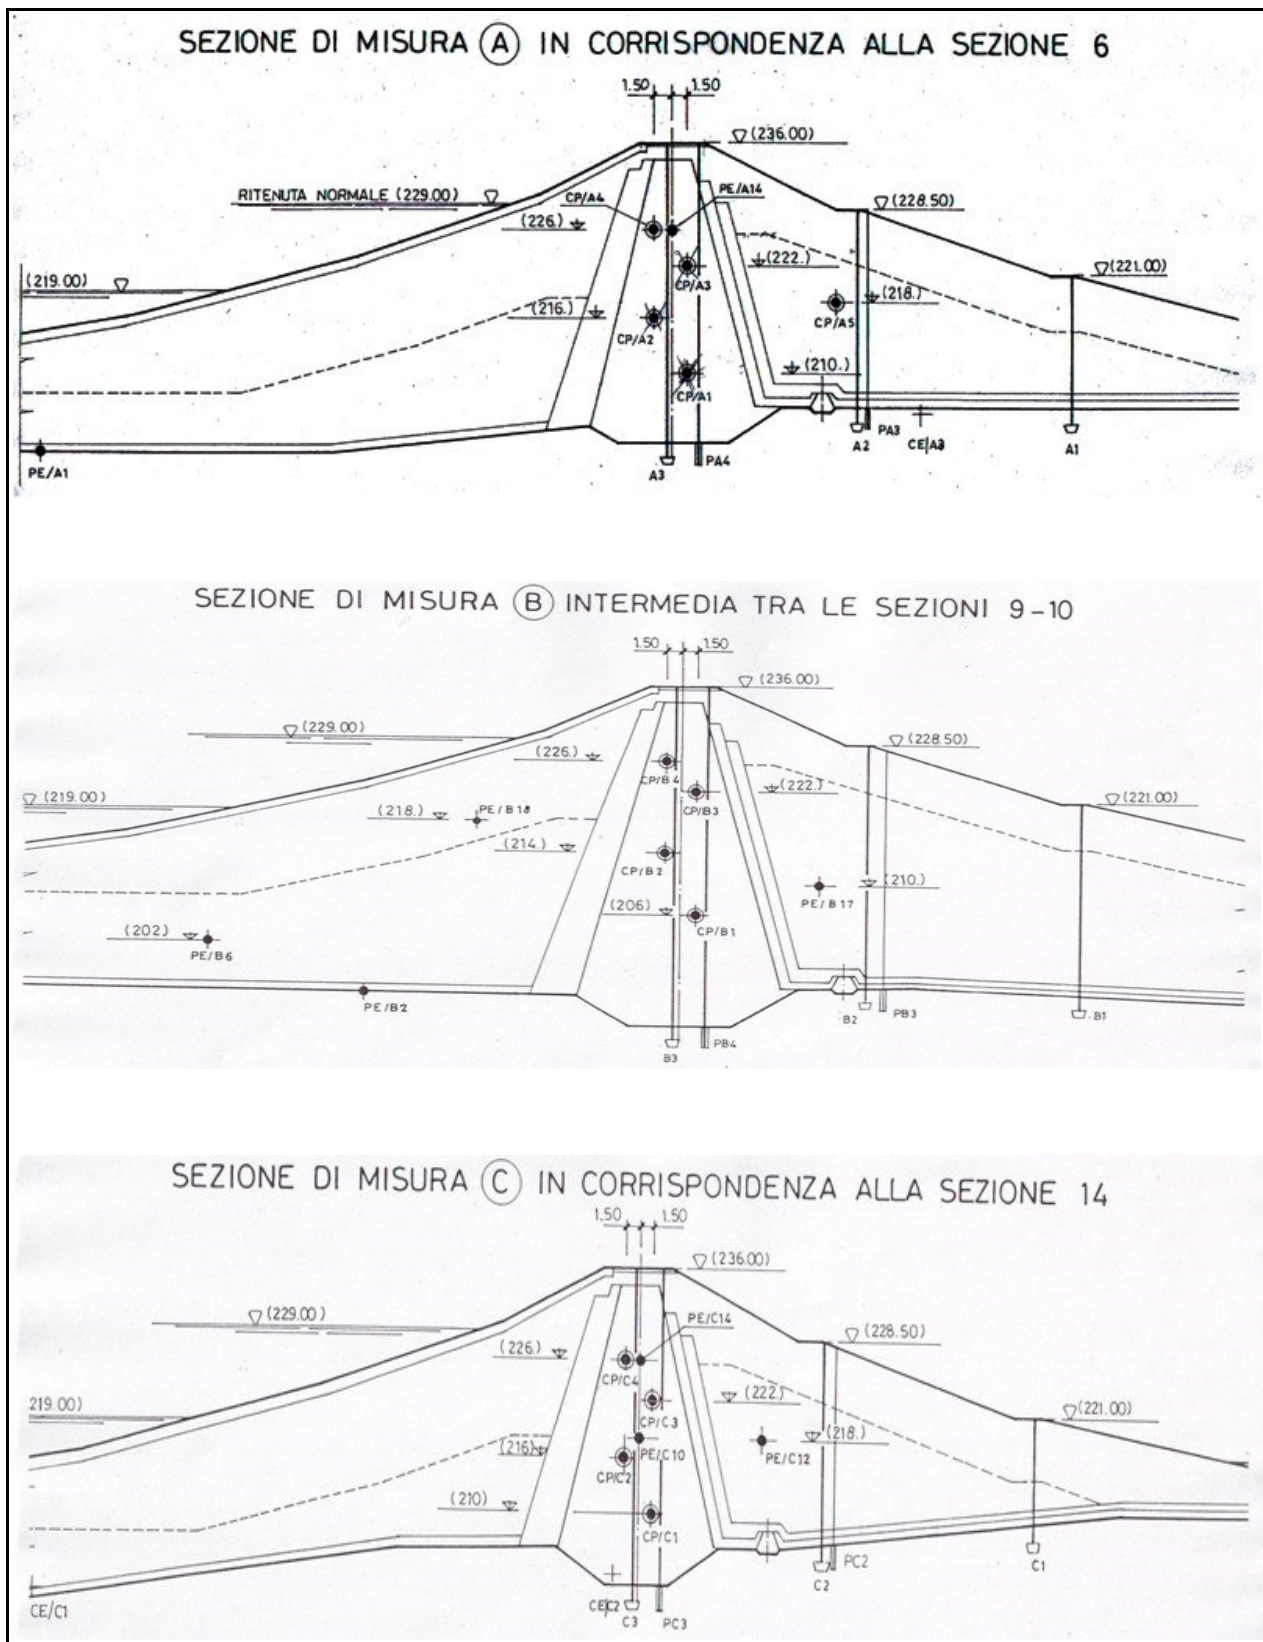 SEZIONE DI MISURA A IN CORRISPONDENZA ALLA SEZIONE 6
1.50 1.50
(236.00)
RITENUTA NORMALE (229.00)
CP/A4
PE/A14
(228.50)
(226.)
(219.00)
(222.)
(221.00)
CP/A3
(216.)
(218.)
CP/A2
CP/A5
(210.)
CP/A1
PE/A1
A3
PA4
A2
PA3
CE/A3
A1
SEZIONE DI MISURA B INTERMEDIA TRA LE SEZIONI 9-10
1.50 1.50
(236.00)
(229.00)
(228.50)
(226.)
CP/B4
(222.)
(219.00)
(221.00)
(218.)
PE/B18
CP/B3
(214.)
CP/B2
(210.)
PE/B17
(206)
CP/B1
(202)
PE/B6
PE/B2
B3
PB4
B2
PB3
B1
SEZIONE DI MISURA C IN CORRISPONDENZA ALLA SEZIONE 14
1.50 1.50
(236.00)
(229.00)
PE/C14
(228.50)
(226.)
CP/C4
(222.)
219.00)
CP/C3
(221.00)
(216)
PE/C10
(218.)
CP/C2
PE/C12
(210)
CP/C1
CE/C1
CE/C2
C3
PC3
C2
PC2
C1